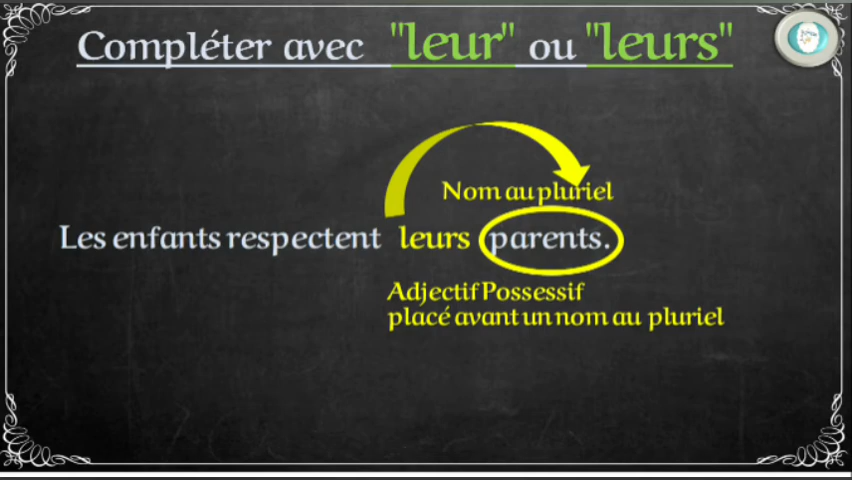 Compléter avec "leur" ou "leurs"
Nom au pluriel
Les enfants respectent leurs parents.
Adjectif Possessif
placé avant un nom au pluriel